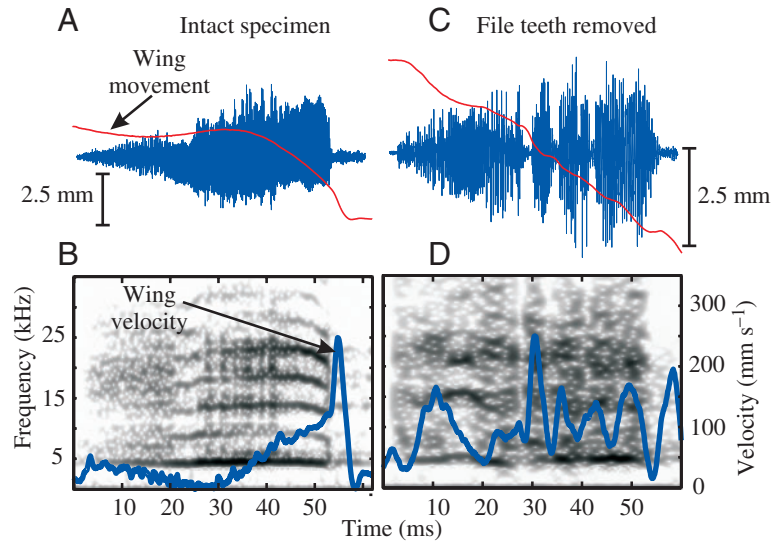 A
Intact specimen
C
File teeth removed
Wing
movement
2.5 mm
2.5 mm
B
D
Wing
velocity
Frequency (kHz)
25
15
5
300
200
100
0
Velocity (mm s⁻¹)
10 20 30 40 50
10 20 30 40 50
Time (ms)